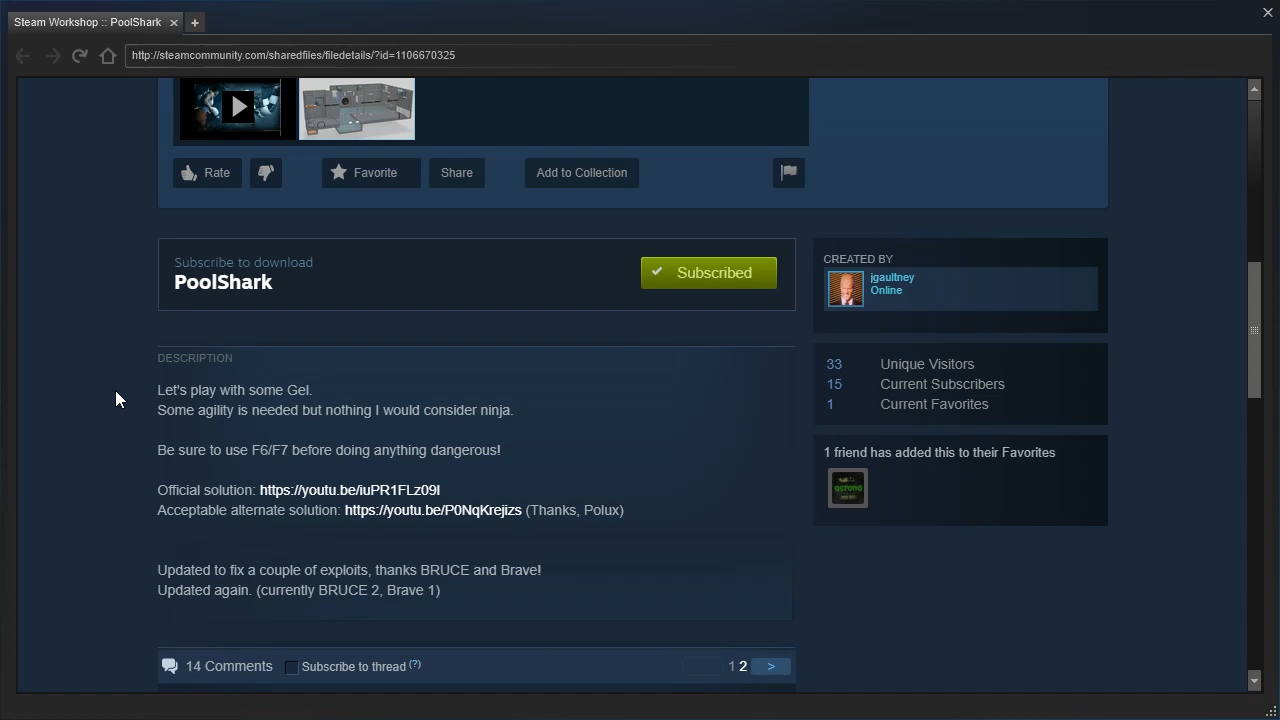 Steam Workshop :: PoolShark
http://steamcommunity.com/sharedfiles/filedetails/?id=1106670325
Rate
Favorite
Share
Add to Collection
Subscribe to download
PoolShark
Subscribed
CREATED BY
jgaultney
Online
33 Unique Visitors
15 Current Subscribers
1 Current Favorites
1 friend has added this to their Favorites
DESCRIPTION
Let's play with some Gel.
Some agility is needed but nothing I would consider ninja.
Be sure to use F6/F7 before doing anything dangerous!
Official solution: https://youtu.be/iuPR1FLz09I
Acceptable alternate solution: https://youtu.be/P0NqKrejizs (Thanks, Polux)
Updated to fix a couple of exploits, thanks BRUCE and Brave!
Updated again. (currently BRUCE 2, Brave 1)
14 Comments Subscribe to thread (?) 1 2 >